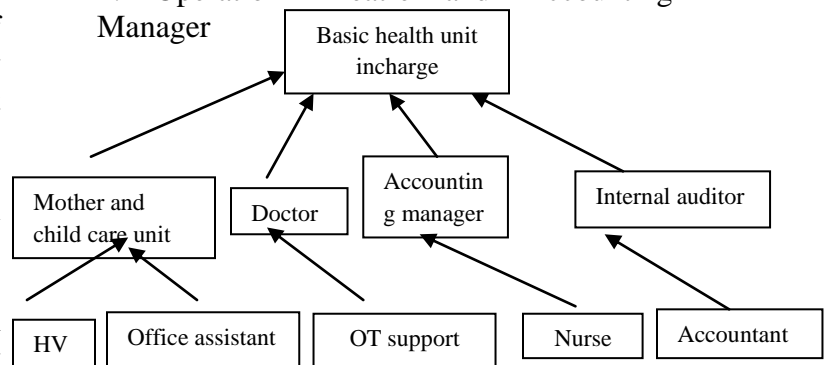 Manager
Basic health unit
incharge
Mother and
child care unit
Doctor
Accountin
g manager
Internal auditor
HV
Office assistant
OT support
Nurse
Accountant